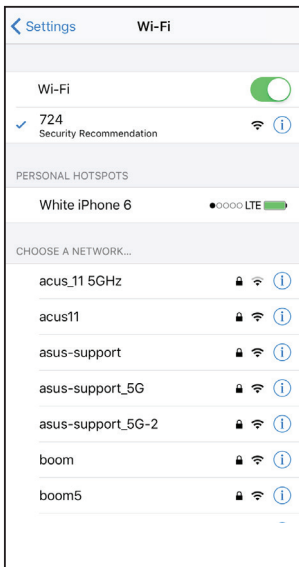 Settings Wi-Fi
Wi-Fi
724
Security Recommendation
PERSONAL HOTSPOTS
White iPhone 6 LTE
CHOOSE A NETWORK...
acus_11 5GHz
acus11
asus-support
asus-support_5G
asus-support_5G-2
boom
boom5